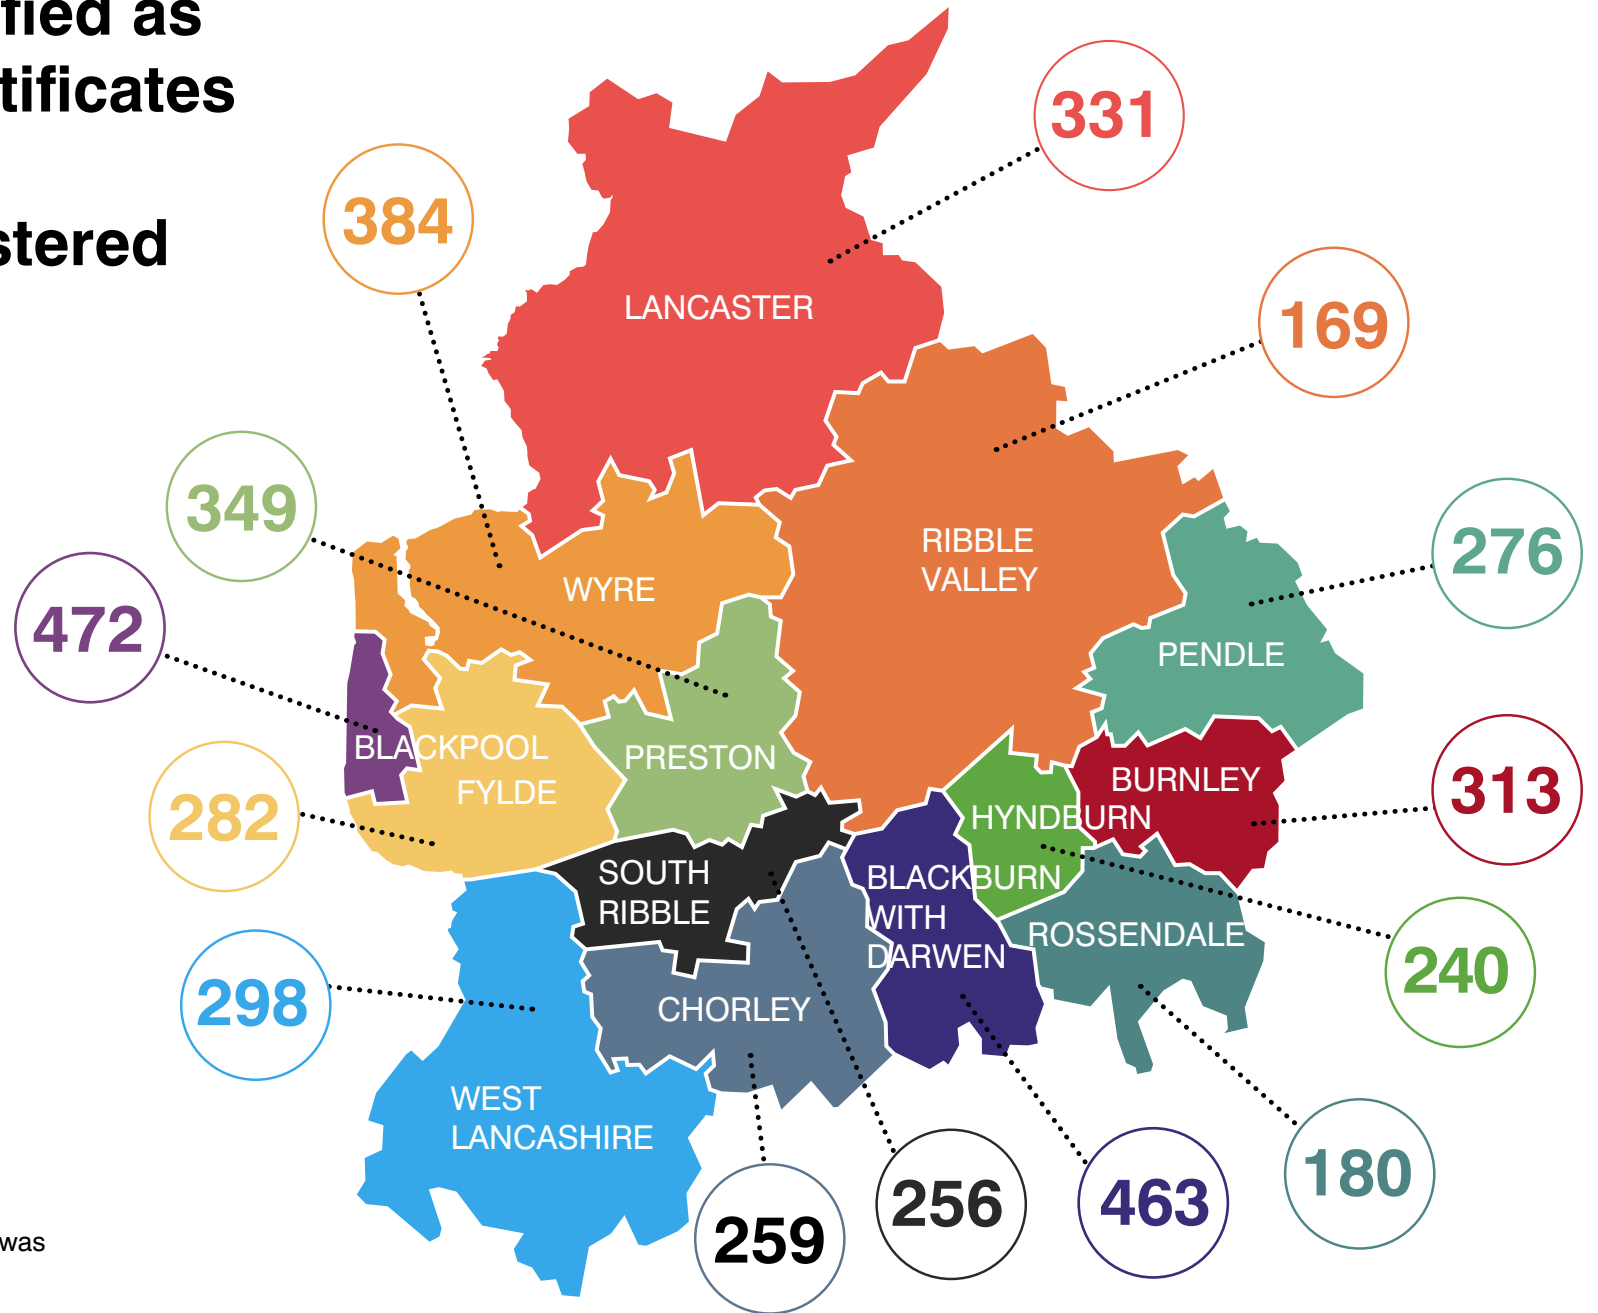 fied as
tificates
stered
331
384
169
LANCASTER
349
276
RIBBLE
VALLEY
WYRE
472
PENDLE
BLACKPOOL
PRESTON
FYLDE
282
BURNLEY
313
HYNDBURN
SOUTH
RIBBLE
BLACKBURN
WITH
DARWEN
ROSSENDALE
240
298
CHORLEY
WEST
LANCASHIRE
180
256
463
259
was